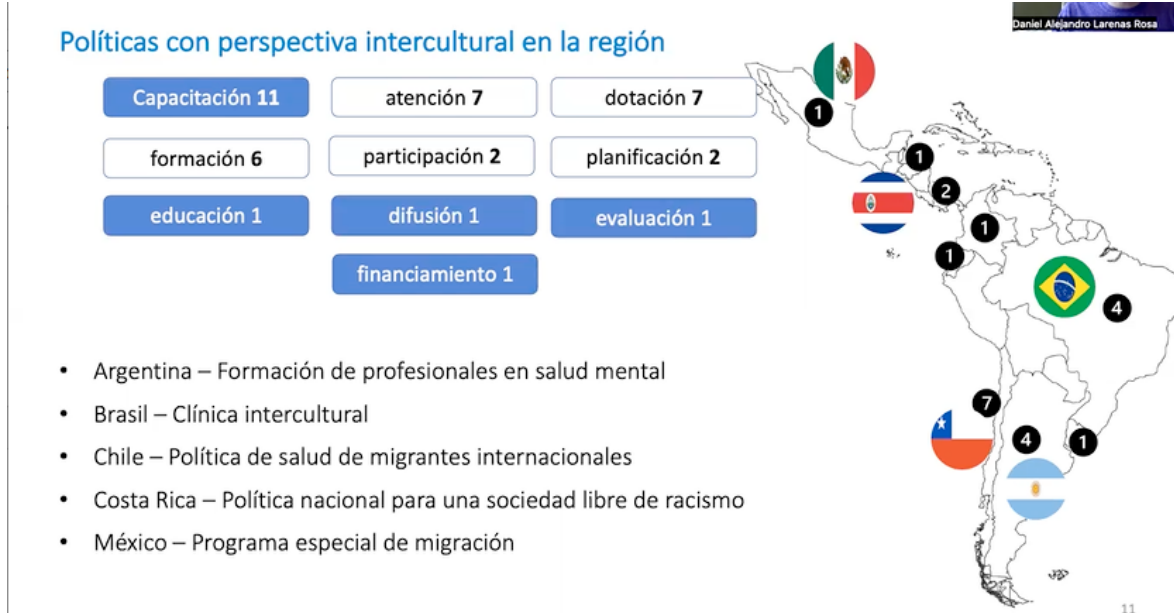 Daniel Alejandro Larenas Rosa
Políticas con perspectiva intercultural en la región
Capacitación 11
atención 7
dotación 7
formación 6
participación 2
planificación 2
educación 1
difusión 1
evaluación 1
financiamiento 1
1
1
2
1
1
4
7
4
1
• Argentina – Formación de profesionales en salud mental
• Brasil – Clínica intercultural
• Chile – Política de salud de migrantes internacionales
• Costa Rica – Política nacional para una sociedad libre de racismo
• México – Programa especial de migración
11